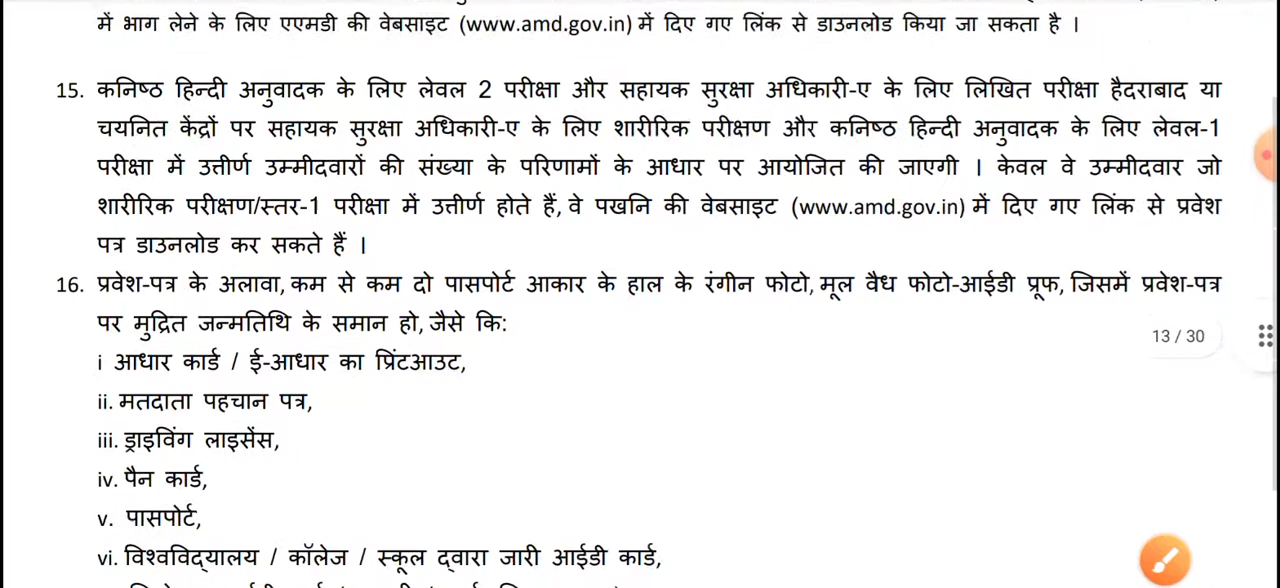 में भाग लेने के लिए एएमडी की वेबसाइट (www.amd.gov.in) में दिए गए लिंक से डाउनलोड किया जा सकता है ।
15. कनिष्ठ हिन्दी अनुवादक के लिए लेवल 2 परीक्षा और सहायक सुरक्षा अधिकारी-ए के लिए लिखित परीक्षा हैदराबाद या
चयनित केंद्रों पर सहायक सुरक्षा अधिकारी-ए के लिए शारीरिक परीक्षण और कनिष्ठ हिन्दी अनुवादक के लिए लेवल-1
परीक्षा में उत्तीर्ण उम्मीदवारों की संख्या के परिणामों के आधार पर आयोजित की जाएगी । केवल वे उम्मीदवार जो
शारीरिक परीक्षण/स्तर-1 परीक्षा में उत्तीर्ण होते हैं, वे पखनि की वेबसाइट (www.amd.gov.in) में दिए गए लिंक से प्रवेश
पत्र डाउनलोड कर सकते हैं ।
16. प्रवेश-पत्र के अलावा, कम से कम दो पासपोर्ट आकार के हाल के रंगीन फोटो, मूल वैध फोटो-आईडी प्रूफ, जिसमें प्रवेश-पत्र
पर मुद्रित जन्मतिथि के समान हो, जैसे कि:
13 / 30
i आधार कार्ड / ई-आधार का प्रिंटआउट,
ii. मतदाता पहचान पत्र,
iii. ड्राइविंग लाइसेंस,
iv. पैन कार्ड,
v. पासपोर्ट,
vi. विश्वविद्यालय / कॉलेज / स्कूल द्वारा जारी आईडी कार्ड,